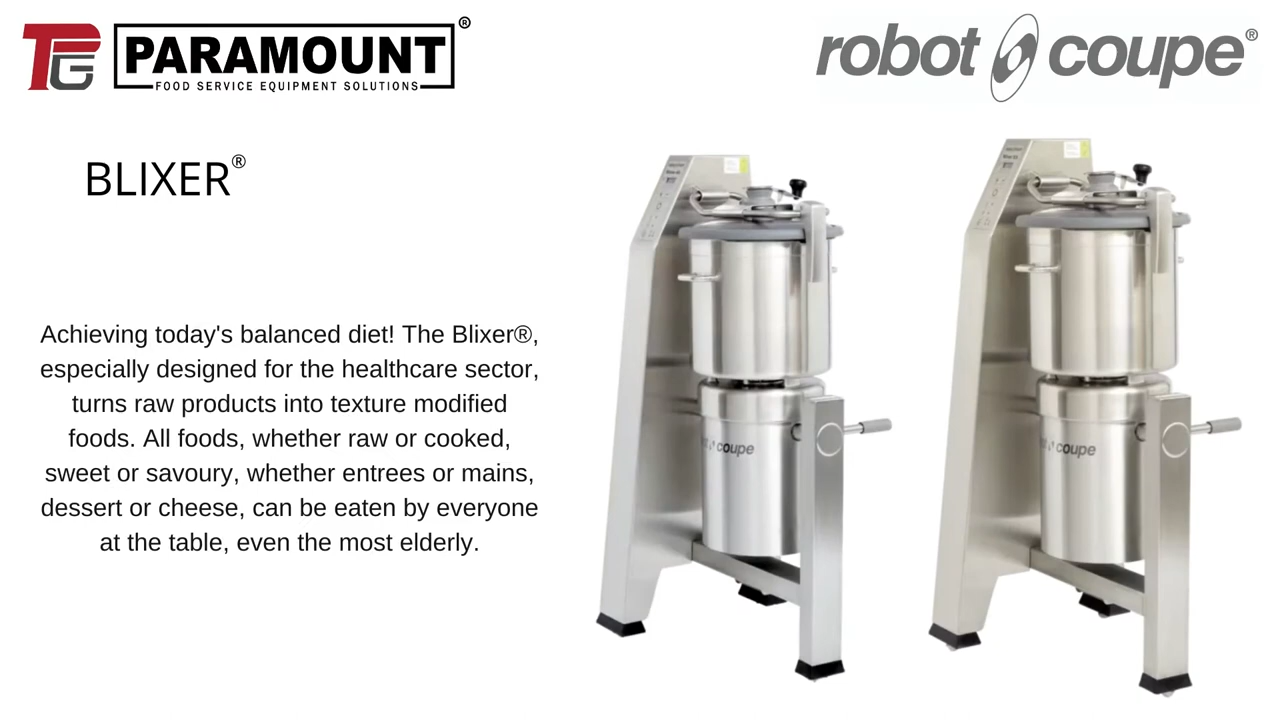 PARAMOUNT®
FOOD SERVICE EQUIPMENT SOLUTIONS
robot coupe®
BLIXER®
Achieving today's balanced diet! The Blixer®,
especially designed for the healthcare sector,
turns raw products into texture modified
foods. All foods, whether raw or cooked,
sweet or savoury, whether entrees or mains,
dessert or cheese, can be eaten by everyone
at the table, even the most elderly.
coupe
coupe